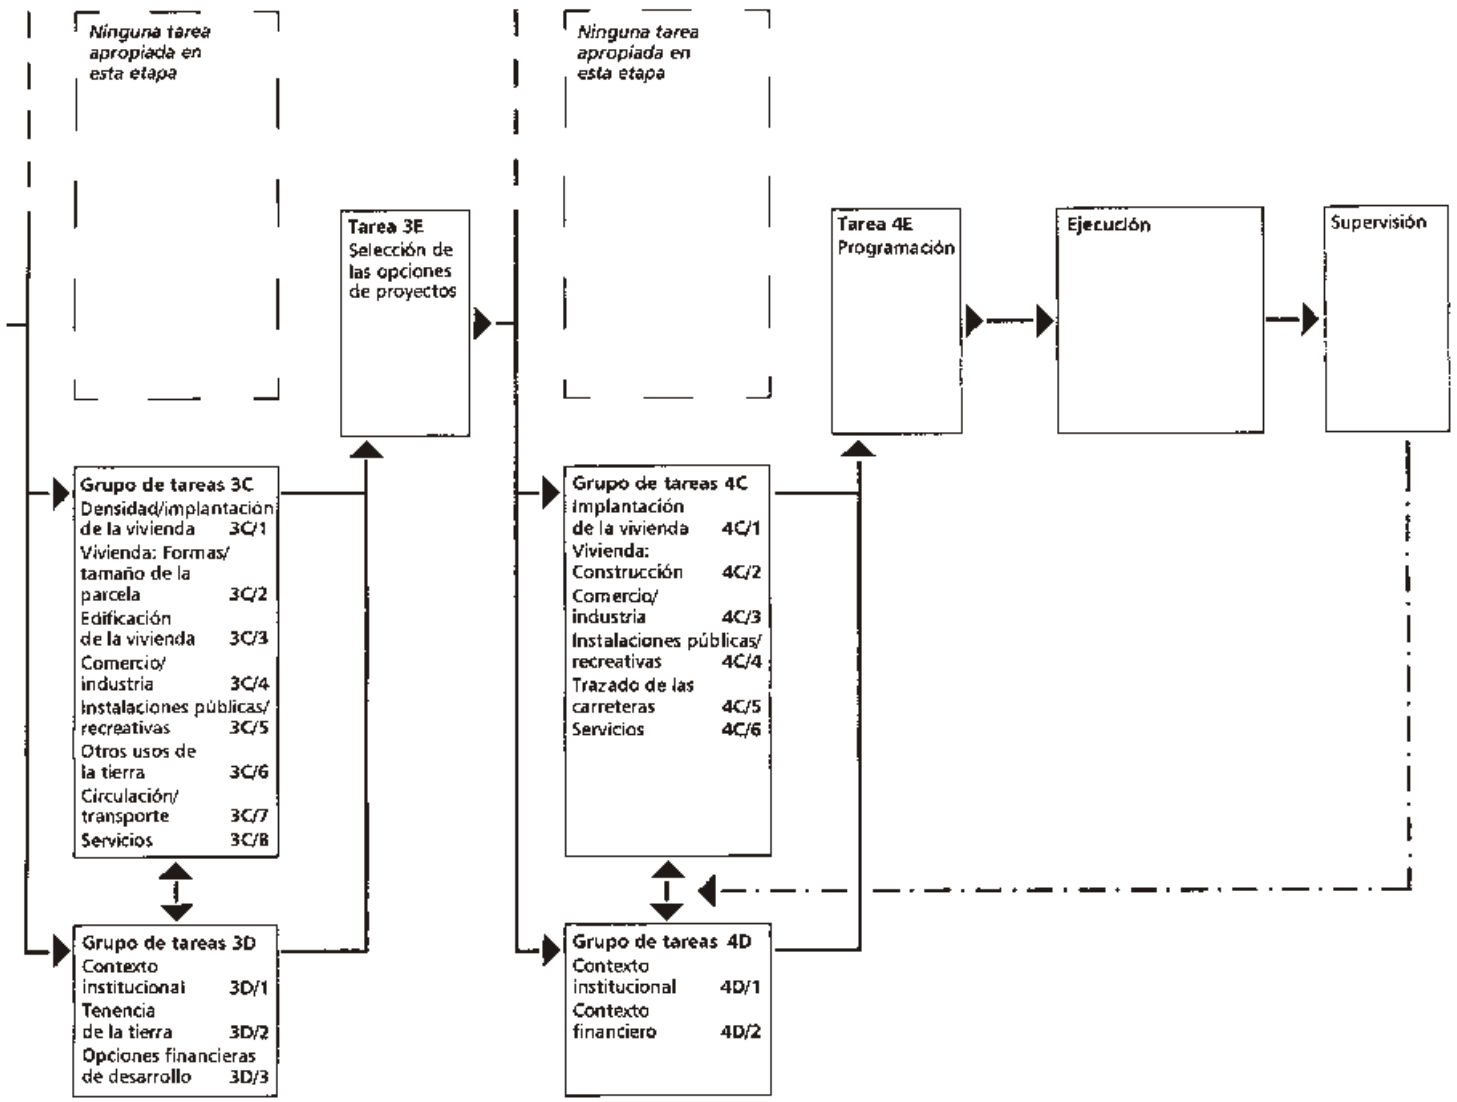 Ninguna tarea
apropiada en
esta etapa
Ninguna tarea
apropiada en
esta etapa
Tarea 3E
Selección de
las opciones
de proyectos
Tarea 4E
Programación
Ejecución
Supervisión
Grupo de tareas 3C
Densidad/implantación
de la vivienda 3C/1
Vivienda: Formas/
tamaño de la
parcela 3C/2
Edificación
de la vivienda 3C/3
Comercio/
industria 3C/4
Instalaciones públicas/
recreativas 3C/5
Otros usos de
la tierra 3C/6
Circulación/
transporte 3C/7
Servicios 3C/8
Grupo de tareas 4C
Implantación
de la vivienda 4C/1
Vivienda:
Construcción 4C/2
Comercio/
industria 4C/3
Instalaciones públicas/
recreativas 4C/4
Trazado de las
carreteras 4C/5
Servicios 4C/6
Grupo de tareas 3D
Contexto
institucional 3D/1
Tenencia
de la tierra 3D/2
Opciones financieras
de desarrollo 3D/3
Grupo de tareas 4D
Contexto
institucional 4D/1
Contexto
financiero 4D/2